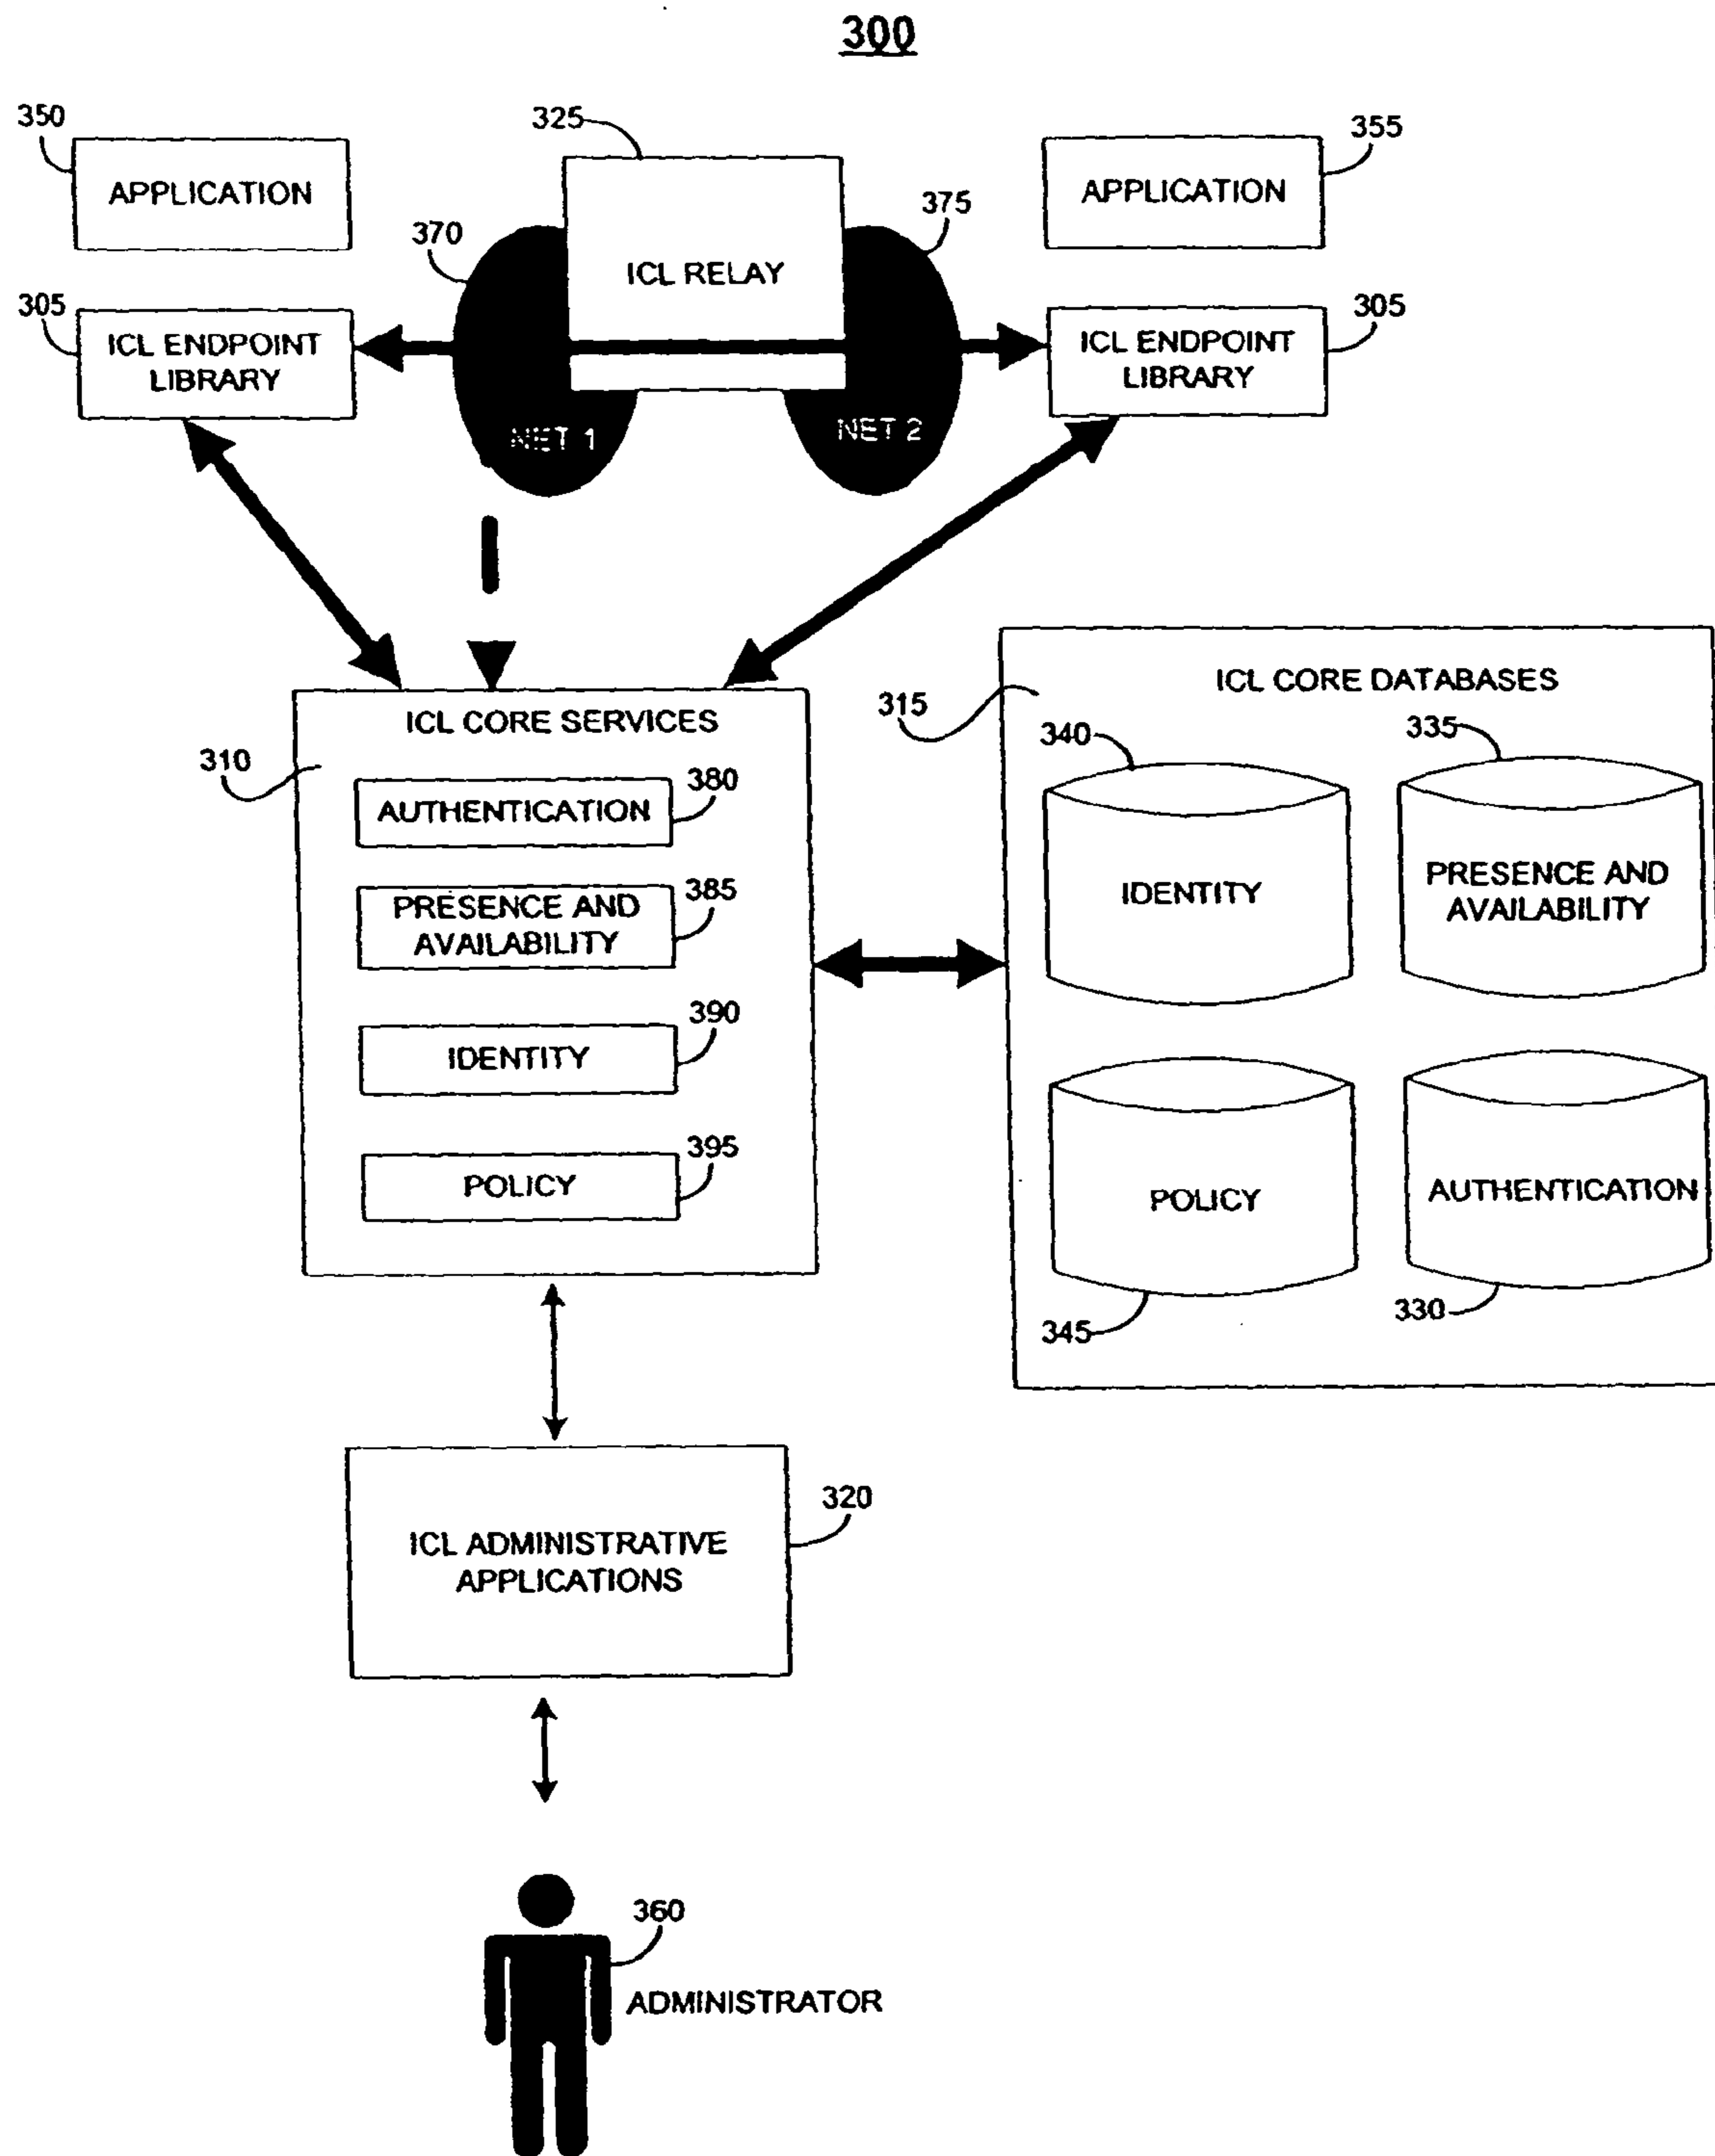 300
350
APPLICATION
325
355
APPLICATION
370
375
ICL RELAY
305
ICL ENDPOINT
LIBRARY
305
ICL ENDPOINT
LIBRARY
NET 1
NET 2
ICL CORE SERVICES
310
AUTHENTICATION
380
PRESENCE AND
AVAILABILITY
385
IDENTITY
390
POLICY
395
ICL CORE DATABASES
315
340
IDENTITY
335
PRESENCE AND
AVAILABILITY
POLICY
345
AUTHENTICATION
330
ICL ADMINISTRATIVE
APPLICATIONS
320
360
ADMINISTRATOR